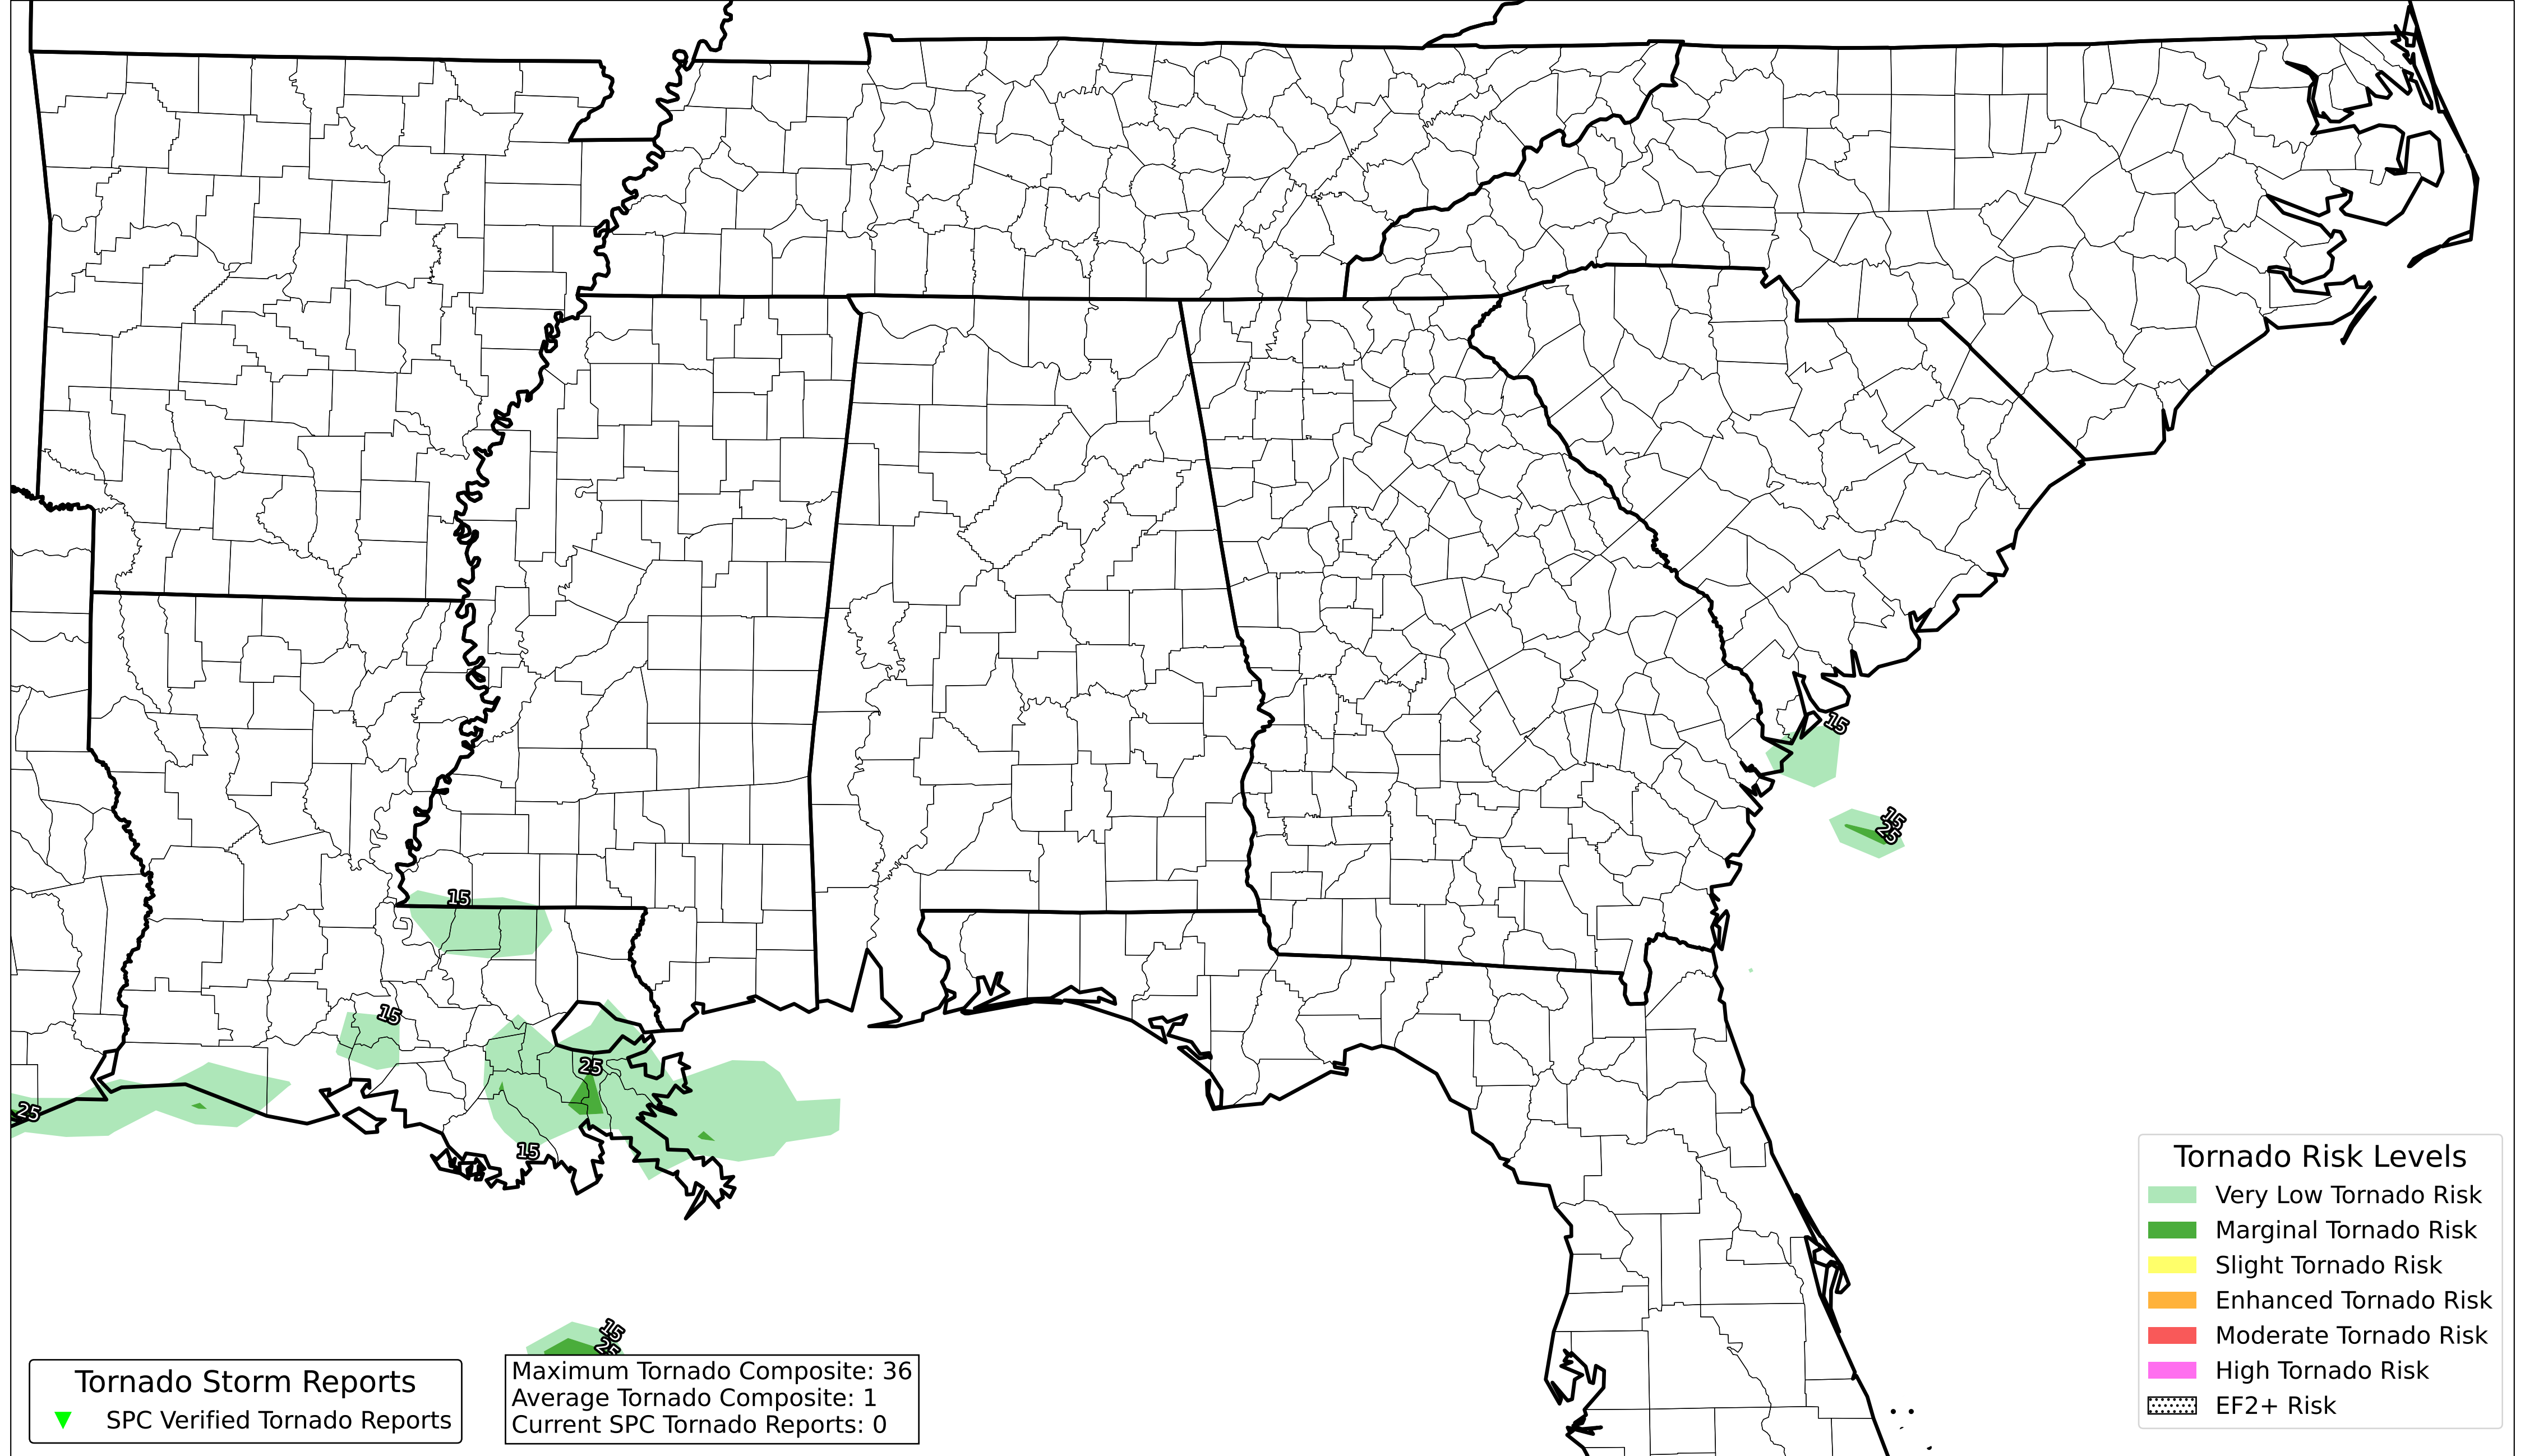 15
15
25
15
15
25
25
15
15
25
Tornado Risk Levels
Very Low Tornado Risk
Marginal Tornado Risk
Slight Tornado Risk
Enhanced Tornado Risk
Moderate Tornado Risk
High Tornado Risk
EF2+ Risk
Tornado Storm Reports
SPC Verified Tornado Reports
Maximum Tornado Composite: 36
Average Tornado Composite: 1
Current SPC Tornado Reports: 0